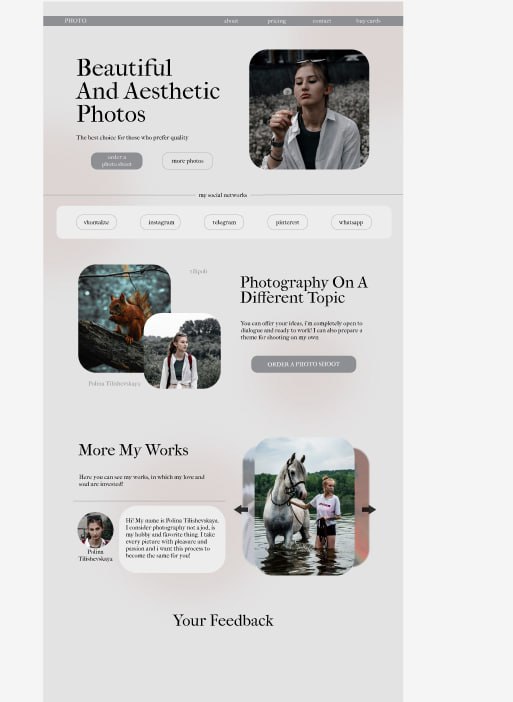 PHOTO about pricing contact buy cards
Beautiful
And Aesthetic
Photos
The best choice for those who prefer quality
order a
photo shoot
more photos
my social networks
vkontakte instagram telegram pinterest whatsapp
Photography On A
Different Topic
You can offer your ideas, i'm completely open to
dialogue and ready to work! I can also prepare a
theme for shooting on my own
ORDER A PHOTO SHOOT
Polina Tilishevskaya
More My Works
Here you can see my works, in which my love and
soul are invested!
Hi! My name is Polina Tilishevskaya.
I consider photography not a job, is
my hobby and favorite thing. I take
every picture with pleasure and
passion and i want this process to
become the same for you!
Polina
Tilishevskaya
Your Feedback